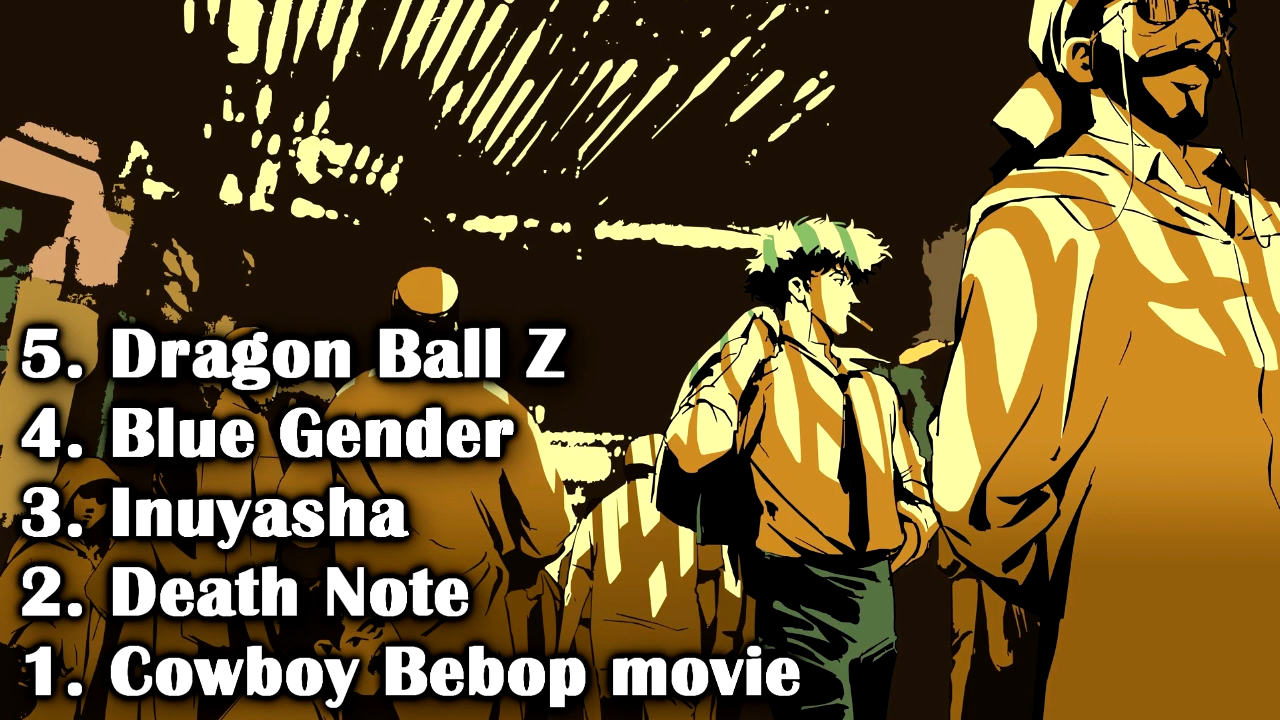 5. Dragon Ball Z
4. Blue Gender
3. Inuyasha
2. Death Note
1. Cowboy Bebop movie